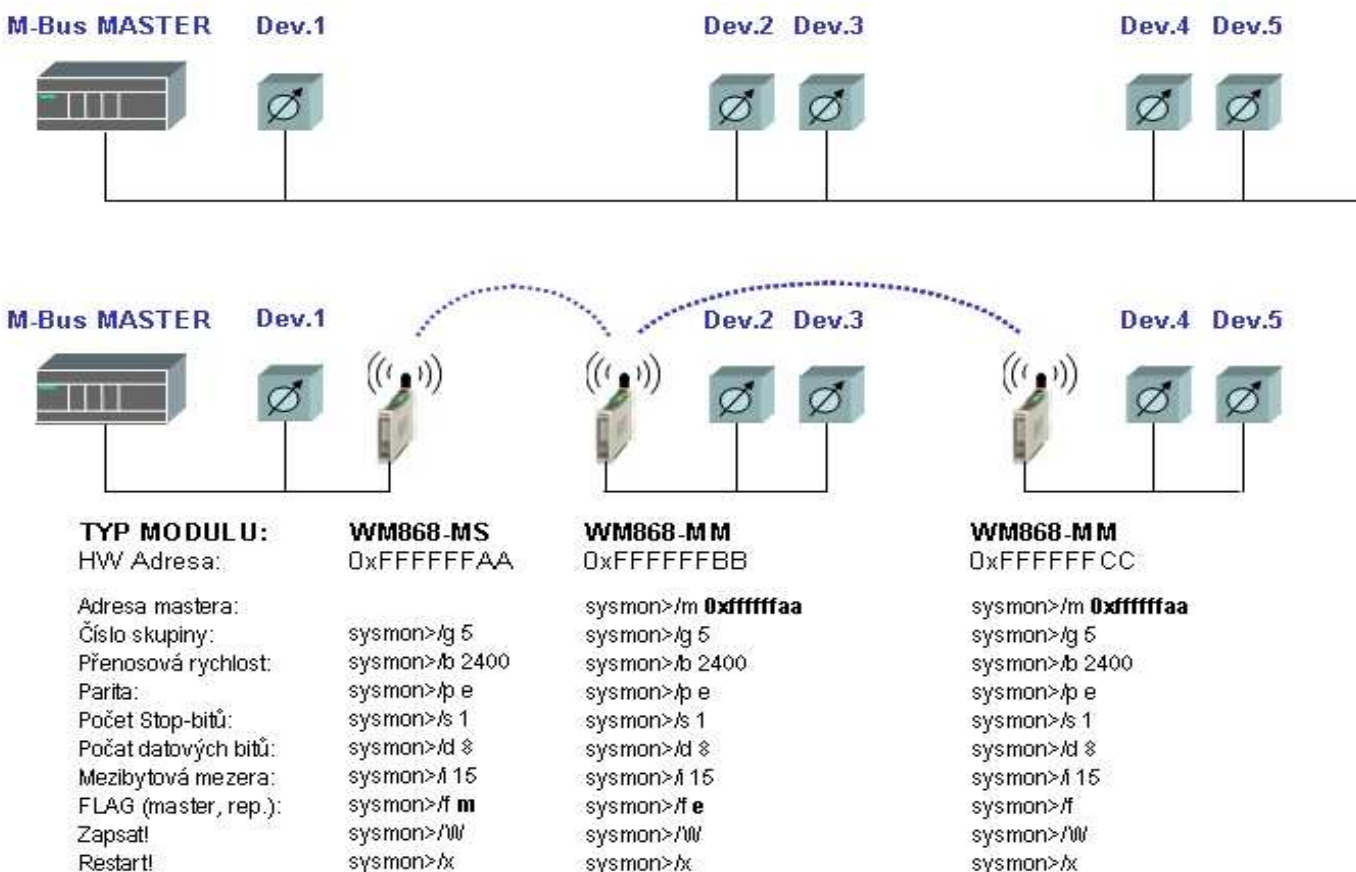 M-Bus MASTER Dev.1 Dev.2 Dev.3 Dev.4 Dev.5
M-Bus MASTER Dev.1 Dev.2 Dev.3 Dev.4 Dev.5
TYP MODULU: WM868-MS WM868-MM WM868-MM
HW Adresa: 0xFFFFFFAA 0xFFFFFFBB 0xFFFFFFCC
Adresa mastera: sysmon>/m 0xffffffaa sysmon>/m 0xffffffaa
Číslo skupiny: sysmon>/g 5 sysmon>/g 5 sysmon>/g 5
Přenosová rychlost: sysmon>/b 2400 sysmon>/b 2400 sysmon>/b 2400
Parita: sysmon>/p e sysmon>/p e sysmon>/p e
Počet Stop-bitů: sysmon>/s 1 sysmon>/s 1 sysmon>/s 1
Počat datových bitů: sysmon>/d 8 sysmon>/d 8 sysmon>/d 8
Mezibytová mezera: sysmon>/i 15 sysmon>/i 15 sysmon>/i 15
FLAG (master, rep.): sysmon>/f m sysmon>/f e sysmon>/f
Zapsat! sysmon>/W sysmon>/W sysmon>/W
Restart! sysmon>/x sysmon>/x sysmon>/x